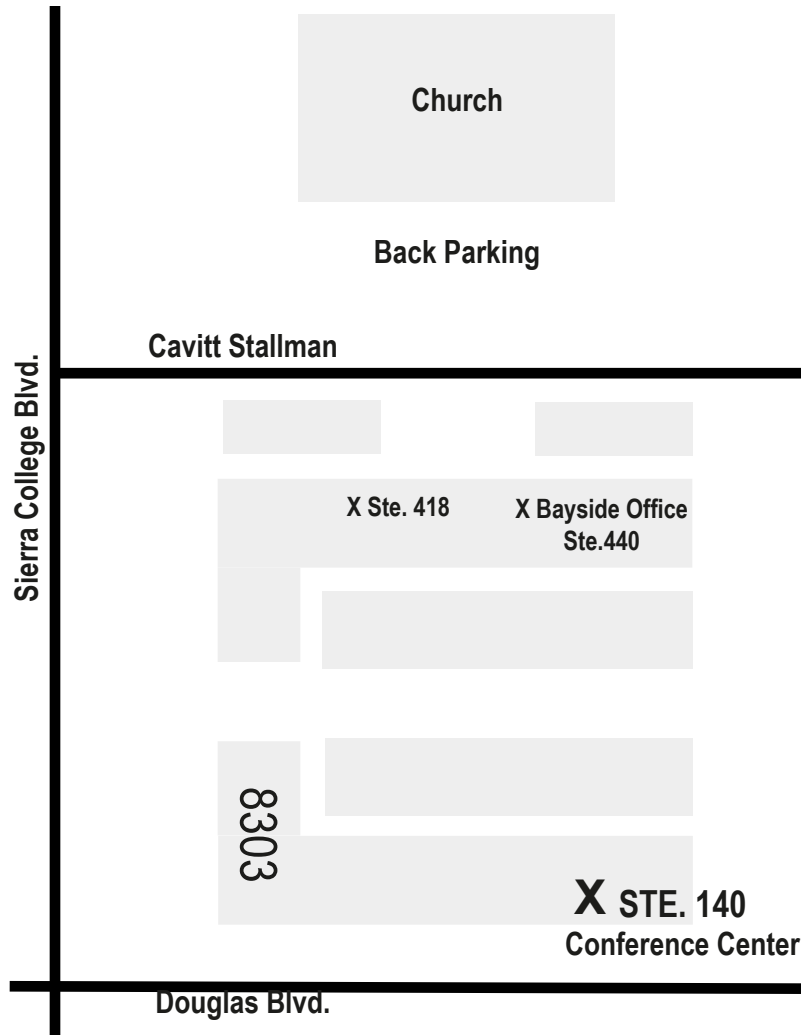 Church
Back Parking
Cavitt Stallman
Sierra College Blvd.
X Ste. 418
X Bayside Office
Ste.440
8303
X STE. 140
Conference Center
Douglas Blvd.